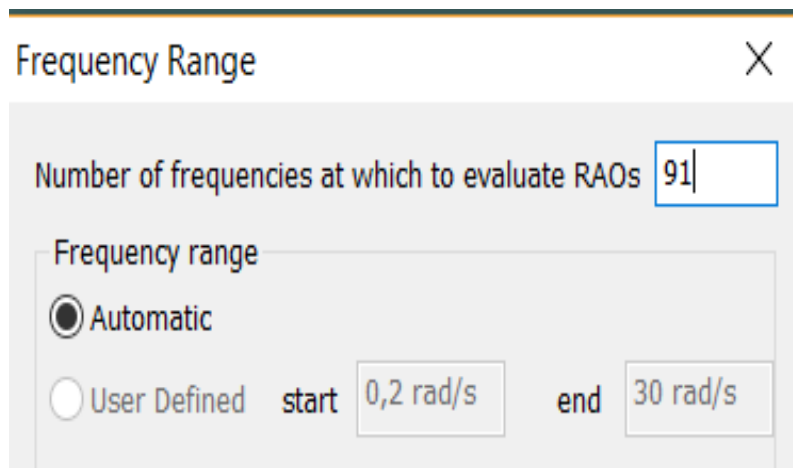 Frequency Range
Number of frequencies at which to evaluate RAOs 91
Frequency range
Automatic
User Defined start 0,2 rad/s end 30 rad/s